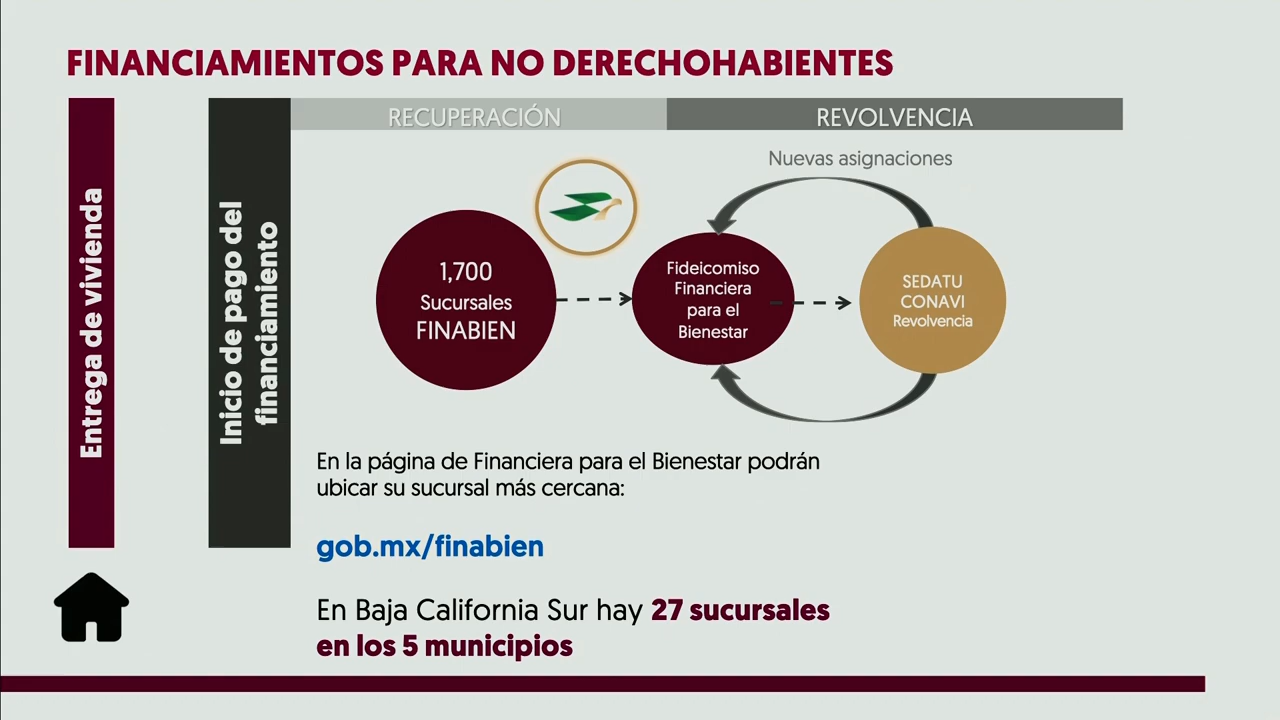 FINANCIAMIENTOS PARA NO DERECHOHABIENTES
Entrega de vivienda
Inicio de pago del
financiamiento
RECUPERACIÓN
REVOLVENCIA
Nuevas asignaciones
1,700
Sucursales
FINABIEN
Fideicomiso
Financiera
para el
Bienestar
SEDATU
CONAVI
Revolvencia
En la página de Financiera para el Bienestar podrán
ubicar su sucursal más cercana:
gob.mx/finabien
En Baja California Sur hay 27 sucursales
en los 5 municipios